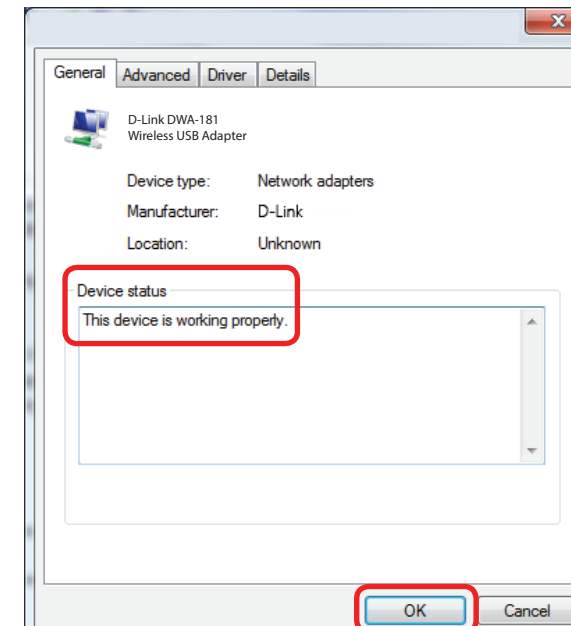 General Advanced Driver Details
D-Link DWA-181
Wireless USB Adapter
Device type: Network adapters
Manufacturer: D-Link
Location: Unknown
Device status
This device is working properly.
OK Cancel